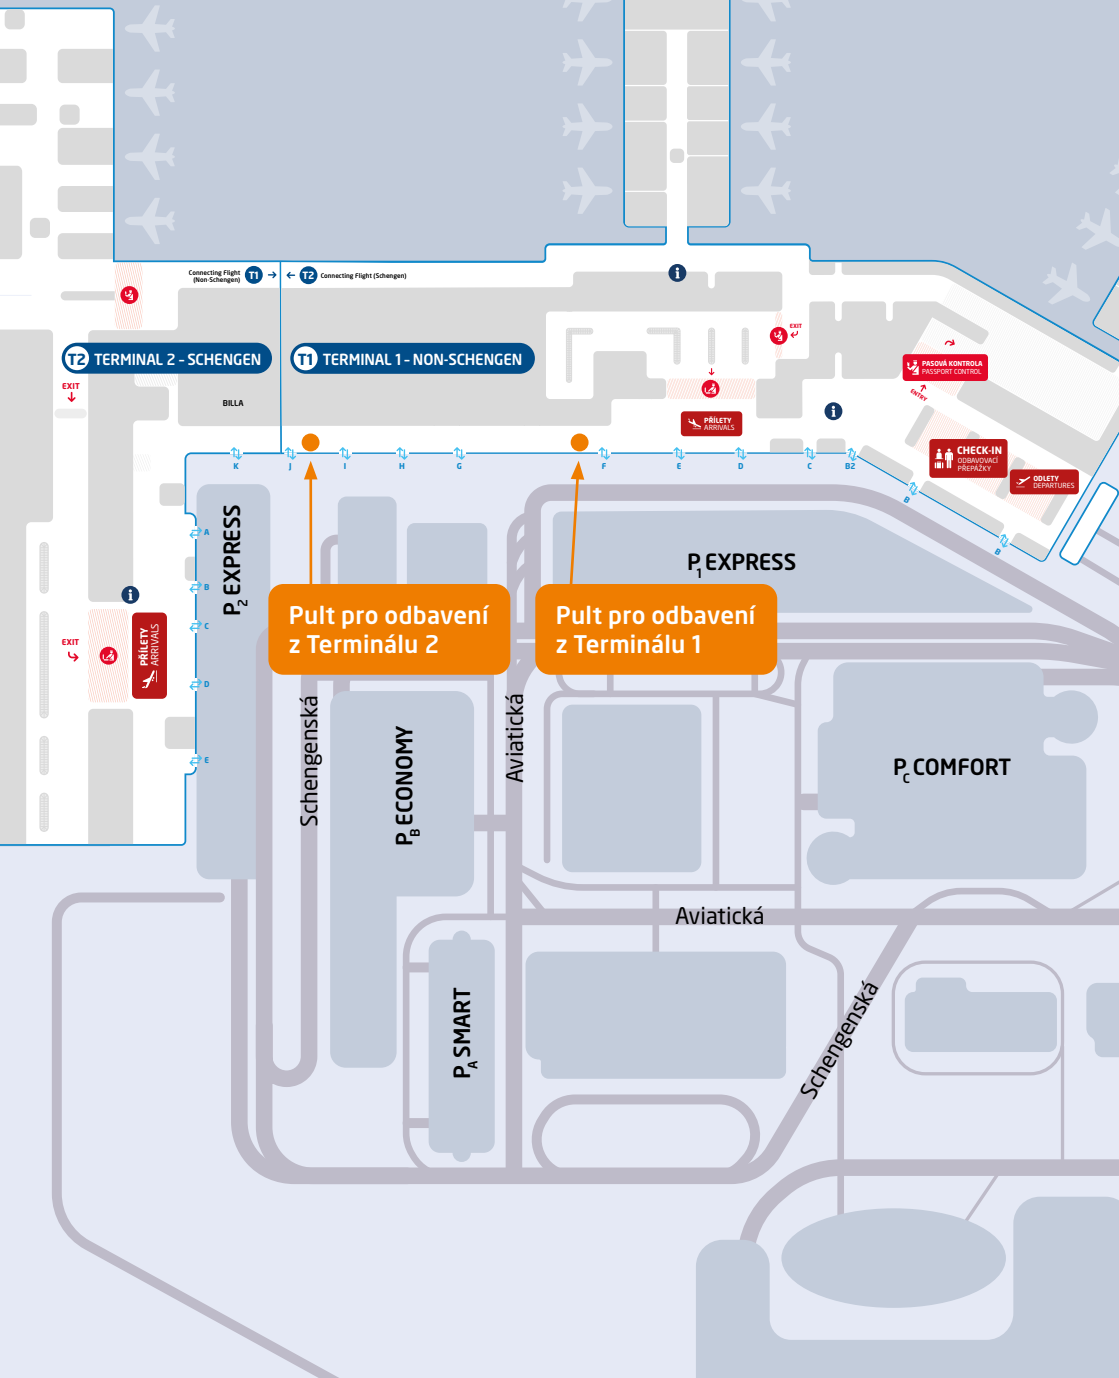 Connecting Flight
(Non-Schengen)
T1
T2
Connecting Flight (Schengen)
T2 TERMINAL 2 – SCHENGEN
T1 TERMINAL 1 – NON-SCHENGEN
EXIT
EXIT
PASOVÁ KONTROLA
PASSPORT CONTROL
ENTRY
BILLA
PŘÍLETY
ARRIVALS
CHECK-IN
ODBAVOVACÍ
PŘEPÁŽKY
ODLETY
DEPARTURES
K
J
I
H
G
F
E
D
C
B2
B
B
A
B
C
D
E
EXIT
PŘÍLETY
ARRIVALS
P2 EXPRESS
P1 EXPRESS
Pult pro odbavení
z Terminálu 2
Pult pro odbavení
z Terminálu 1
Schengenská
PB ECONOMY
Aviatická
PC COMFORT
Aviatická
PA SMART
Schengenská